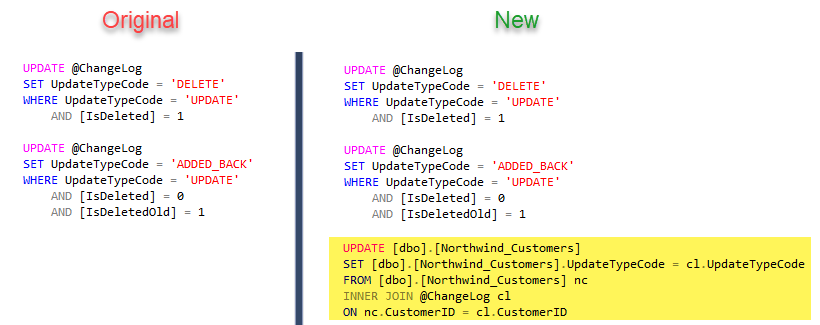 Original
UPDATE @ChangeLog
SET UpdateTypeCode = 'DELETE'
WHERE UpdateTypeCode = 'UPDATE'
    AND [IsDeleted] = 1
UPDATE @ChangeLog
SET UpdateTypeCode = 'ADDED_BACK'
WHERE UpdateTypeCode = 'UPDATE'
    AND [IsDeleted] = 0
    AND [IsDeletedOld] = 1
New
UPDATE @ChangeLog
SET UpdateTypeCode = 'DELETE'
WHERE UpdateTypeCode = 'UPDATE'
    AND [IsDeleted] = 1
UPDATE @ChangeLog
SET UpdateTypeCode = 'ADDED_BACK'
WHERE UpdateTypeCode = 'UPDATE'
    AND [IsDeleted] = 0
    AND [IsDeletedOld] = 1
UPDATE [dbo].[Northwind_Customers]
SET [dbo].[Northwind_Customers].UpdateTypeCode = cl.UpdateTypeCode
FROM [dbo].[Northwind_Customers] nc
INNER JOIN @ChangeLog cl
ON nc.CustomerID = cl.CustomerID